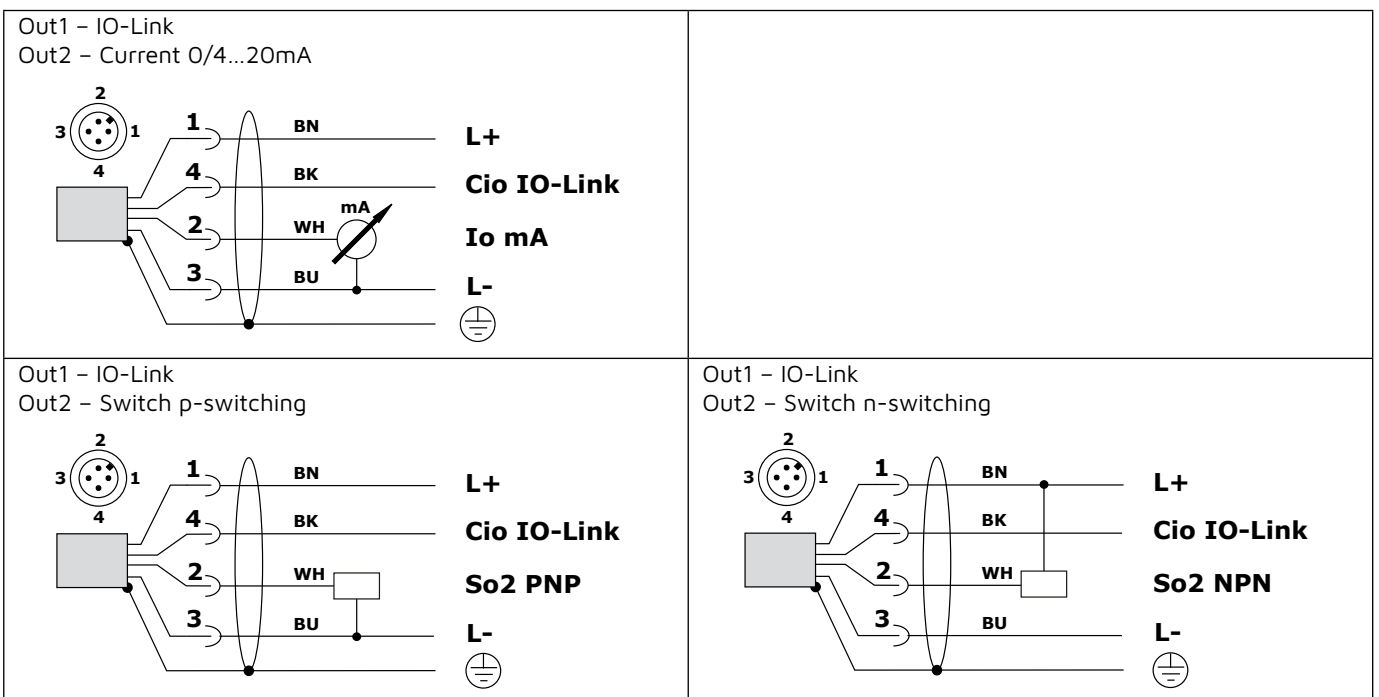 Out1 – IO-Link
Out2 – Current 0/4...20mA
2
3 1
4
1 BN L+
4 BK Cio IO-Link
mA
2 WH Io mA
3 BU L-
Out1 – IO-Link
Out2 – Switch p-switching
2
3 1
4
1 BN L+
4 BK Cio IO-Link
2 WH So2 PNP
3 BU L-
Out1 – IO-Link
Out2 – Switch n-switching
2
3 1
4
1 BN L+
4 BK Cio IO-Link
2 WH So2 NPN
3 BU L-